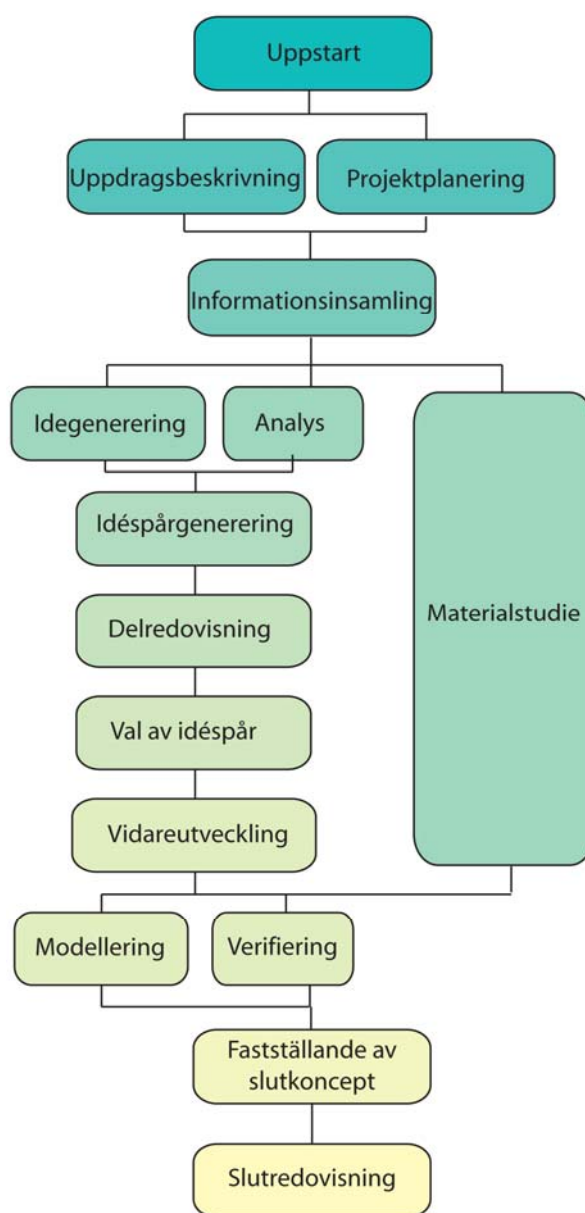 Uppstart
Uppdragsbeskrivning
Projektplanering
Informationsinsamling
Idegenerering
Analys
Materialstudie
Idéspårgenerering
Delredovisning
Val av idéspår
Vidareutveckling
Modellering
Verifiering
Fastställande av
slutkoncept
Slutredovisning